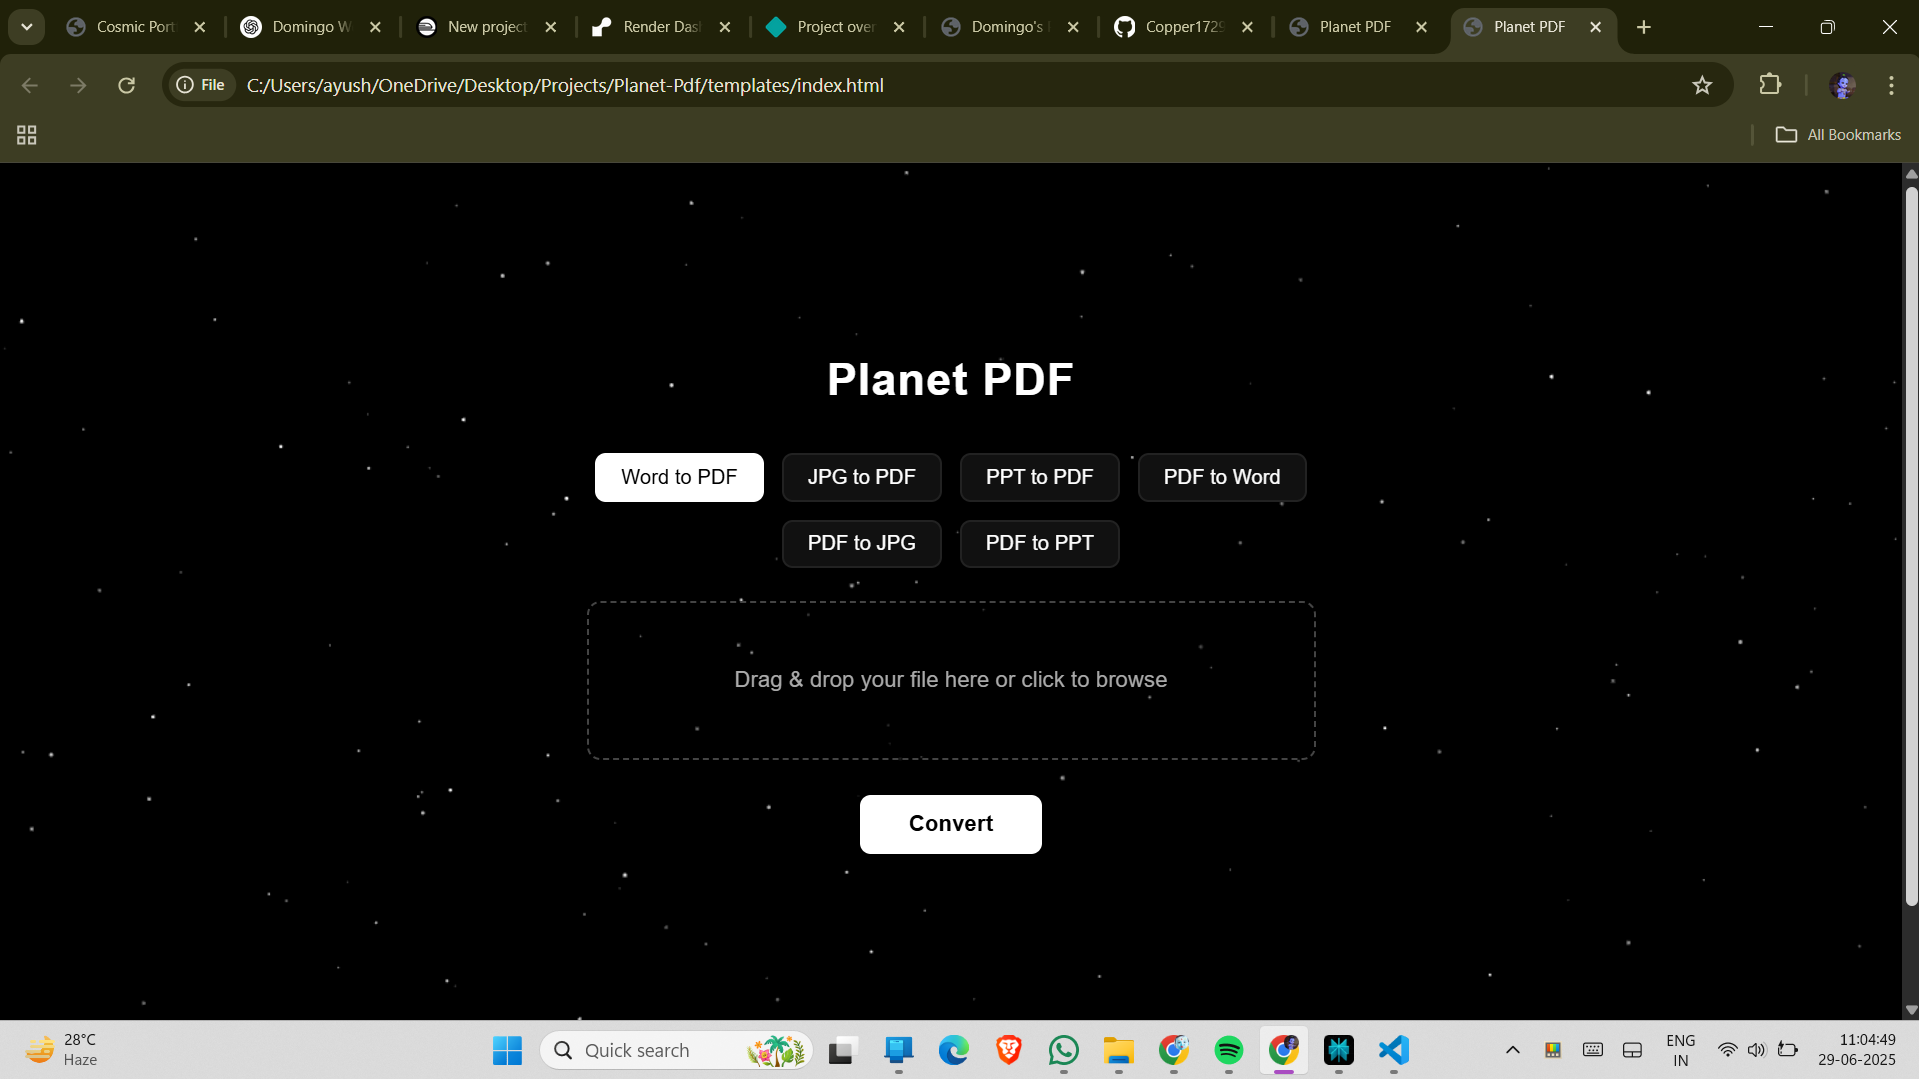 Cosmic Port
Domingo W
New project
Render Das
Project over
Domingo's
Copper1729
Planet PDF
Planet PDF
File
C:/Users/ayush/OneDrive/Desktop/Projects/Planet-Pdf/templates/index.html
All Bookmarks
Planet PDF
Word to PDF
JPG to PDF
PPT to PDF
PDF to Word
PDF to JPG
PDF to PPT
Drag & drop your file here or click to browse
Convert
28°C
Haze
Quick search
ENG
IN
11:04:49
29-06-2025